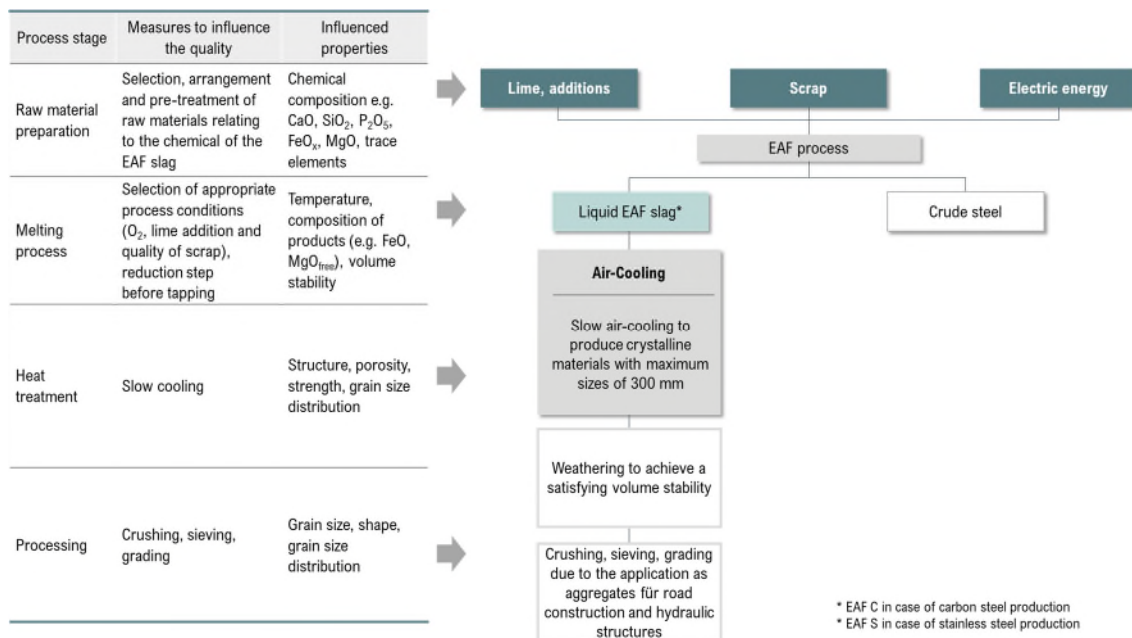 Process stage
Measures to influence
the quality
Influenced
properties
Raw material
preparation
Selection, arrangement
and pre-treatment of
raw materials relating
to the chemical of the
EAF slag
Chemical
composition e.g.
CaO, SiO₂, P₂O₅,
FeOₓ, MgO, trace
elements
Melting
process
Selection of appropriate
process conditions
(O₂, lime addition and
quality of scrap),
reduction step
before tapping
Temperature,
composition of
products (e.g. FeO,
MgO_free), volume
stability
Heat
treatment
Slow cooling
Structure, porosity,
strength, grain size
distribution
Processing
Crushing, sieving,
grading
Grain size, shape,
grain size
distribution
Lime, additions
Scrap
Electric energy
EAF process
Liquid EAF slag*
Crude steel
Air-Cooling
Slow air-cooling to
produce crystalline
materials with maximum
sizes of 300 mm
Weathering to achieve a
satisfying volume stability
Crushing, sieving, grading
due to the application as
aggregates für road
construction and hydraulic
structures
* EAF C in case of carbon steel production
* EAF S in case of stainless steel production